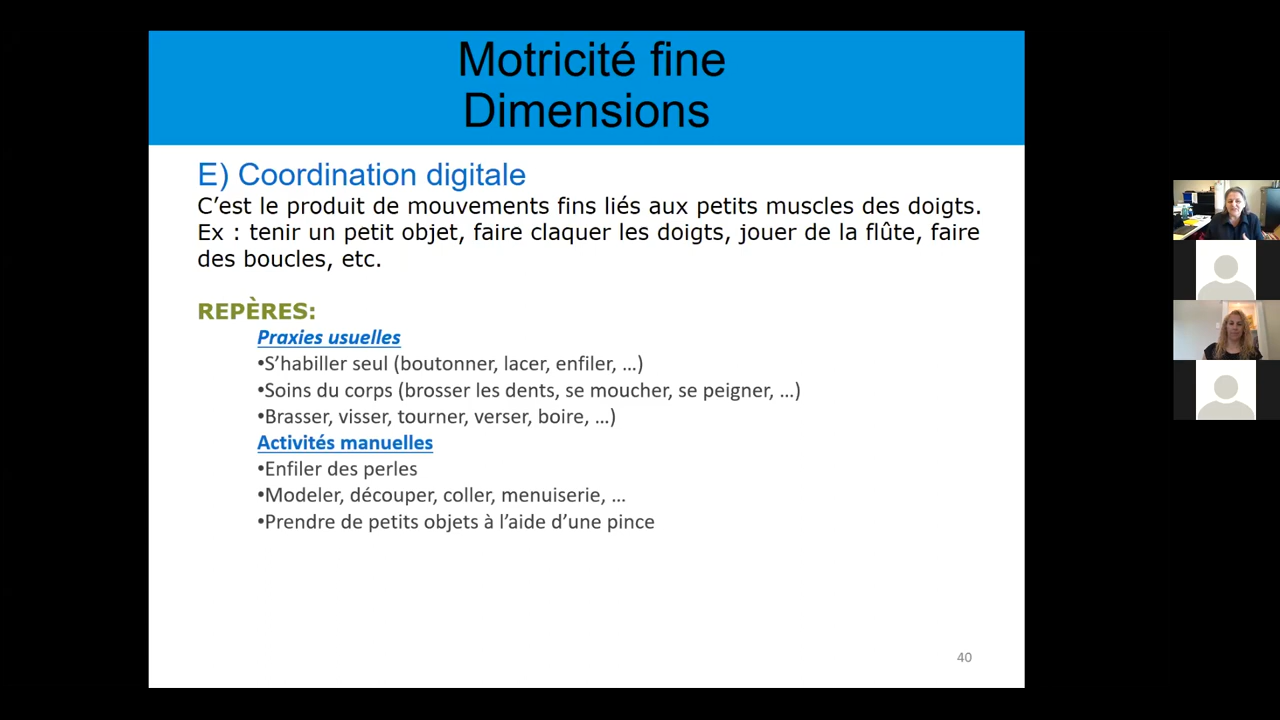 Motricité fine
Dimensions
E) Coordination digitale
C’est le produit de mouvements fins liés aux petits muscles des doigts.
Ex : tenir un petit objet, faire claquer les doigts, jouer de la flûte, faire
des boucles, etc.
REPÈRES:
Praxies usuelles
•S’habiller seul (boutonner, lacer, enfiler, …)
•Soins du corps (brosser les dents, se moucher, se peigner, …)
•Brasser, visser, tourner, verser, boire, …)
Activités manuelles
•Enfiler des perles
•Modeler, découper, coller, menuiserie, …
•Prendre de petits objets à l’aide d’une pince
40